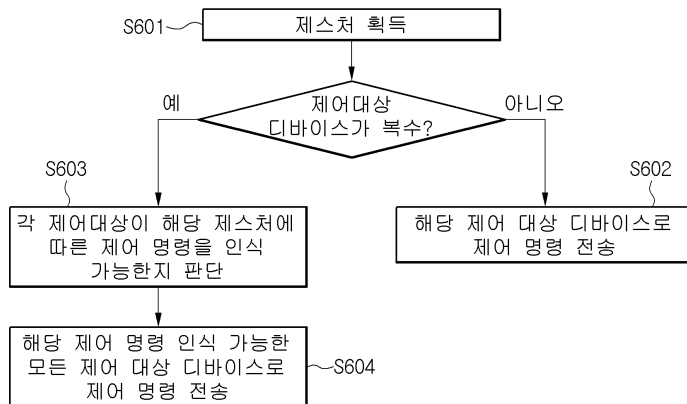 S601
제스처 획득
예
제어대상
디바이스가 복수?
아니오
S603
각 제어대상이 해당 제스처에
따른 제어 명령을 인식
가능한지 판단
S602
해당 제어 대상 디바이스로
제어 명령 전송
해당 제어 명령 인식 가능한
모든 제어 대상 디바이스로
제어 명령 전송
S604